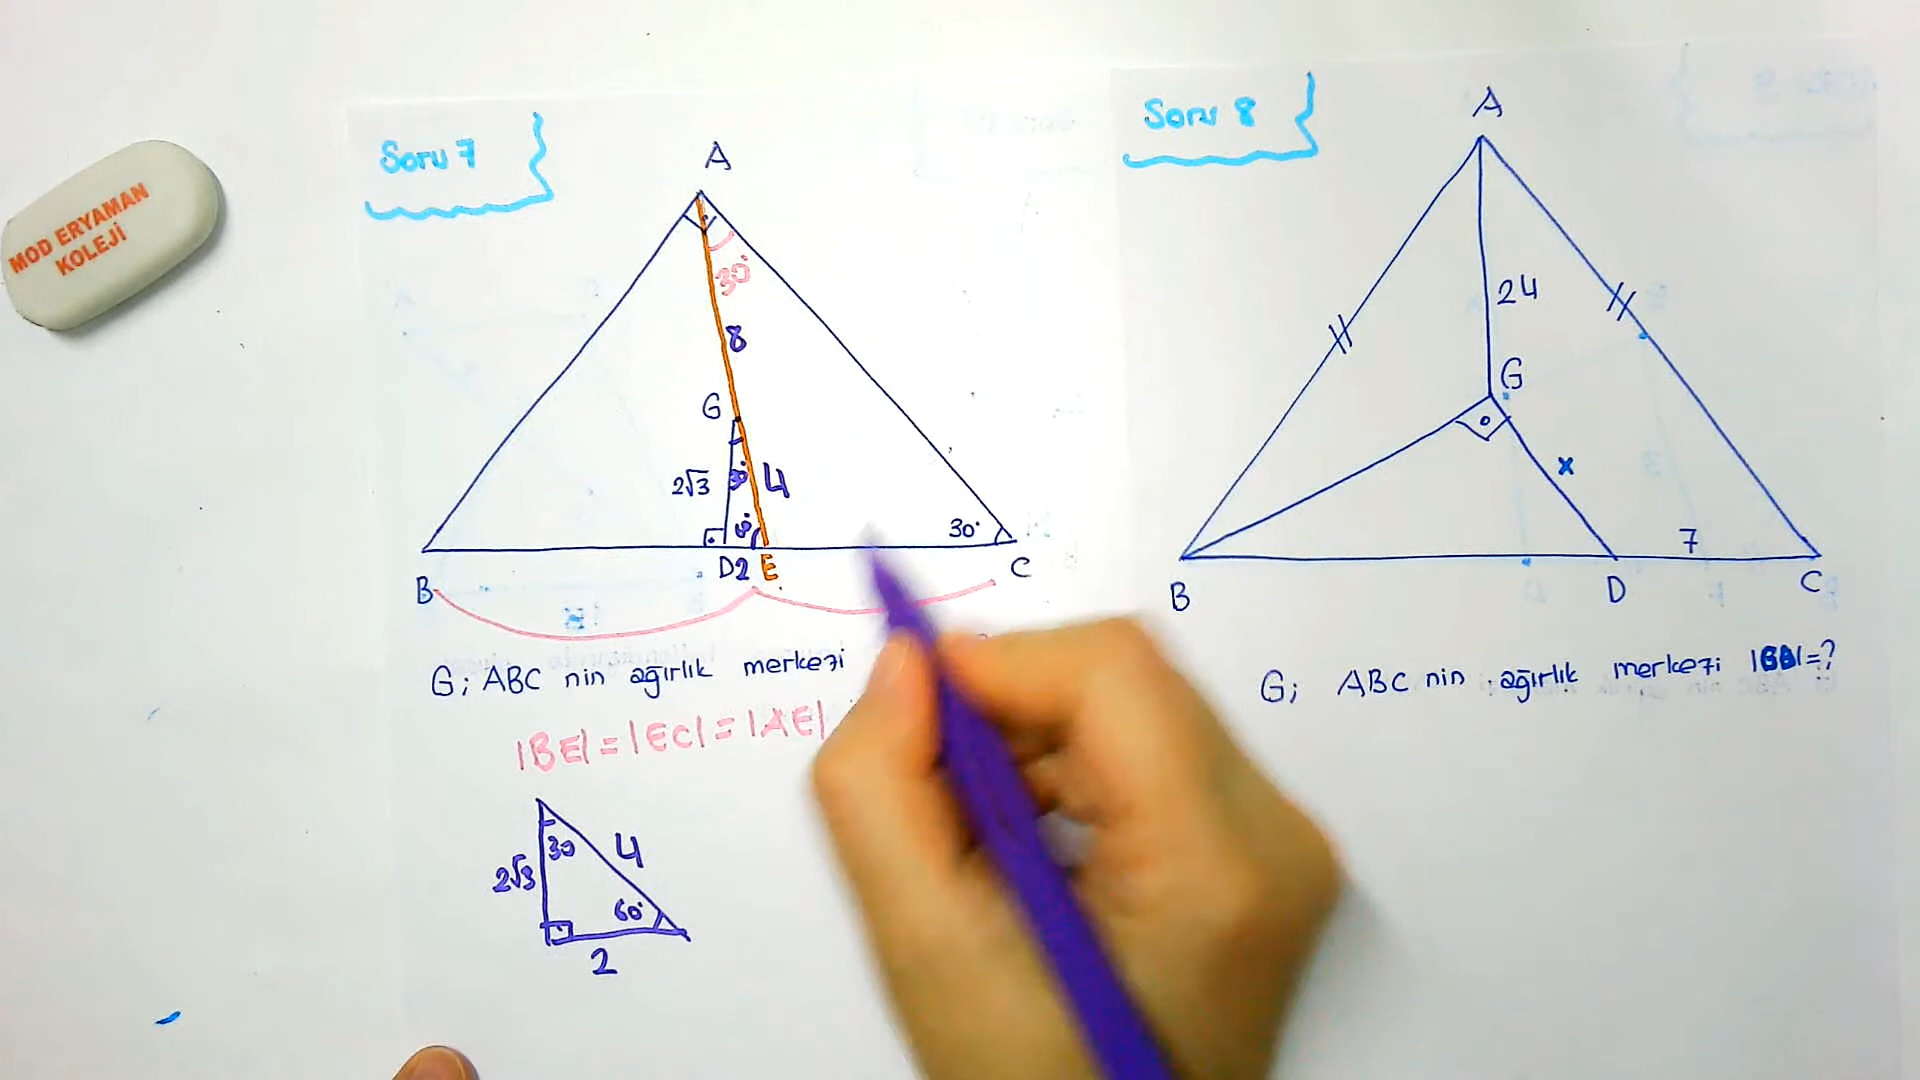 MOD ERYAMAN
KOLEJİ
Soru 7
A
30°
8
G
2√3
30°
4
60°
30°
B
D
2
E
C
G; ABC nin ağırlık merkezi
|BE| = |EC| = |AE|
30
4
2√3
60°
2
Soru 8
A
24
G
x
7
B
D
C
G; ABC nin ağırlık merkezi
=?